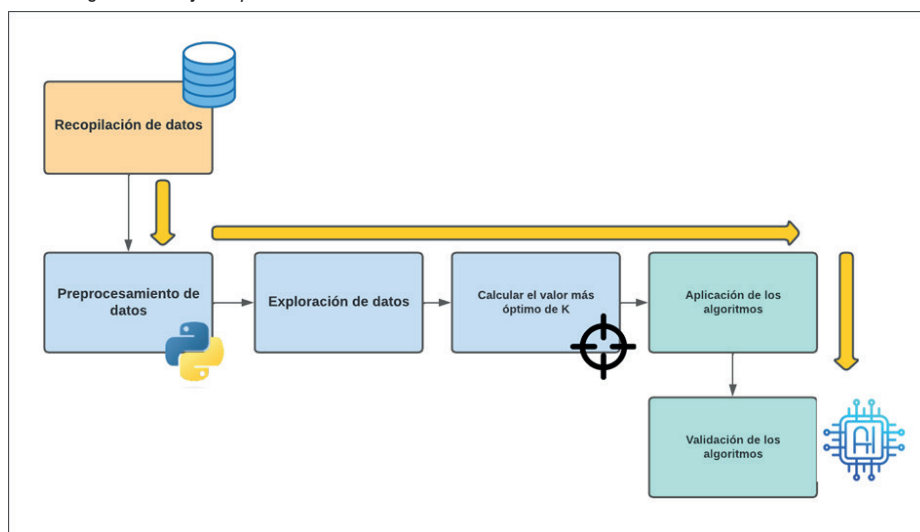 Recopilación de datos
Preprocesamiento de
datos
Exploración de datos
Calcular el valor más
óptimo de K
Aplicación de los
algoritmos
Validación de los
algoritmos
AI